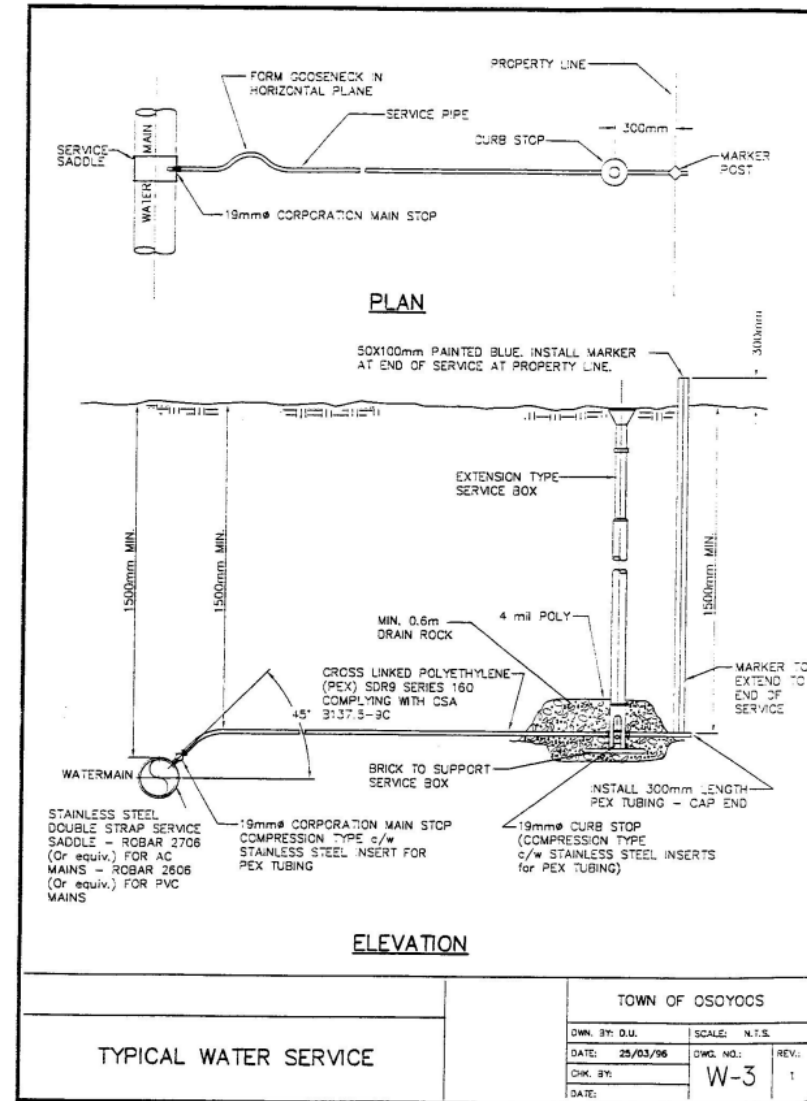 FORM GOOSENECK IN
HORIZONTAL PLANE
PROPERTY LINE
SERVICE PIPE
CURB STOP
300mm
SERVICE
SADDLE
WATER MAIN
MARKER
POST
19mmø CORPORATION MAIN STOP
PLAN
50X100mm PAINTED BLUE. INSTALL MARKER
AT END OF SERVICE AT PROPERTY LINE.
300mm
EXTENSION TYPE
SERVICE BOX
1500mm MIN.
1500mm MIN.
1500mm MIN.
MIN. 0.6m
DRAIN ROCK
4 mil POLY
CROSS LINKED POLYETHYLENE
(PEX) SDR9 SERIES 160
COMPLYING WITH CSA
B137.5-9C
MARKER TO
EXTEND TO
END OF
SERVICE
45°
WATERMAIN
BRICK TO SUPPORT
SERVICE BOX
INSTALL 300mm LENGTH
PEX TUBING - CAP END
STAINLESS STEEL
DOUBLE STRAP SERVICE
SADDLE - ROBAR 2706
(Or equiv.) FOR AC
MAINS - ROBAR 2606
(Or equiv.) FOR PVC
MAINS
19mmø CORPORATION MAIN STOP
COMPRESSION TYPE c/w
STAINLESS STEEL INSERT FOR
PEX TUBING
19mmø CURB STOP
(COMPRESSION TYPE
c/w STAINLESS STEEL INSERTS
for PEX TUBING)
ELEVATION
TYPICAL WATER SERVICE
TOWN OF OSOYOOS
DWN. BY: D.U.
SCALE: N.T.S.
DATE: 25/03/96
DWG. NO.:
REV.:
CHK. BY:
W-3
1
DATE: